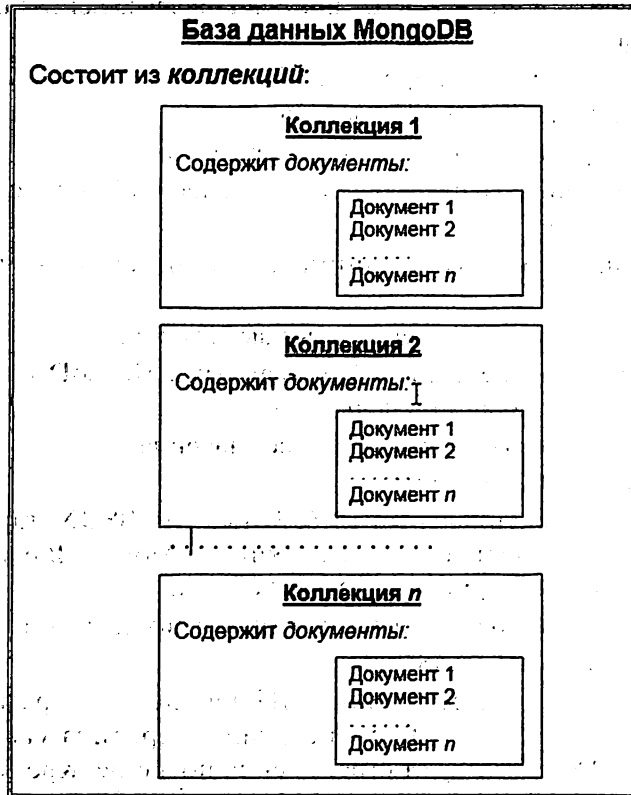 База данных MongoDB
Состоит из коллекций:
Коллекция 1
Содержит документы:
Документ 1
Документ 2
. . . . . .
Документ n
Коллекция 2
Содержит документы:
Документ 1
Документ 2
. . . . . . .
Документ n
. . . . . . . . . . . . . . . . . . .
Коллекция n
Содержит документы:
Документ 1
Документ 2
. . . . . . .
Документ n